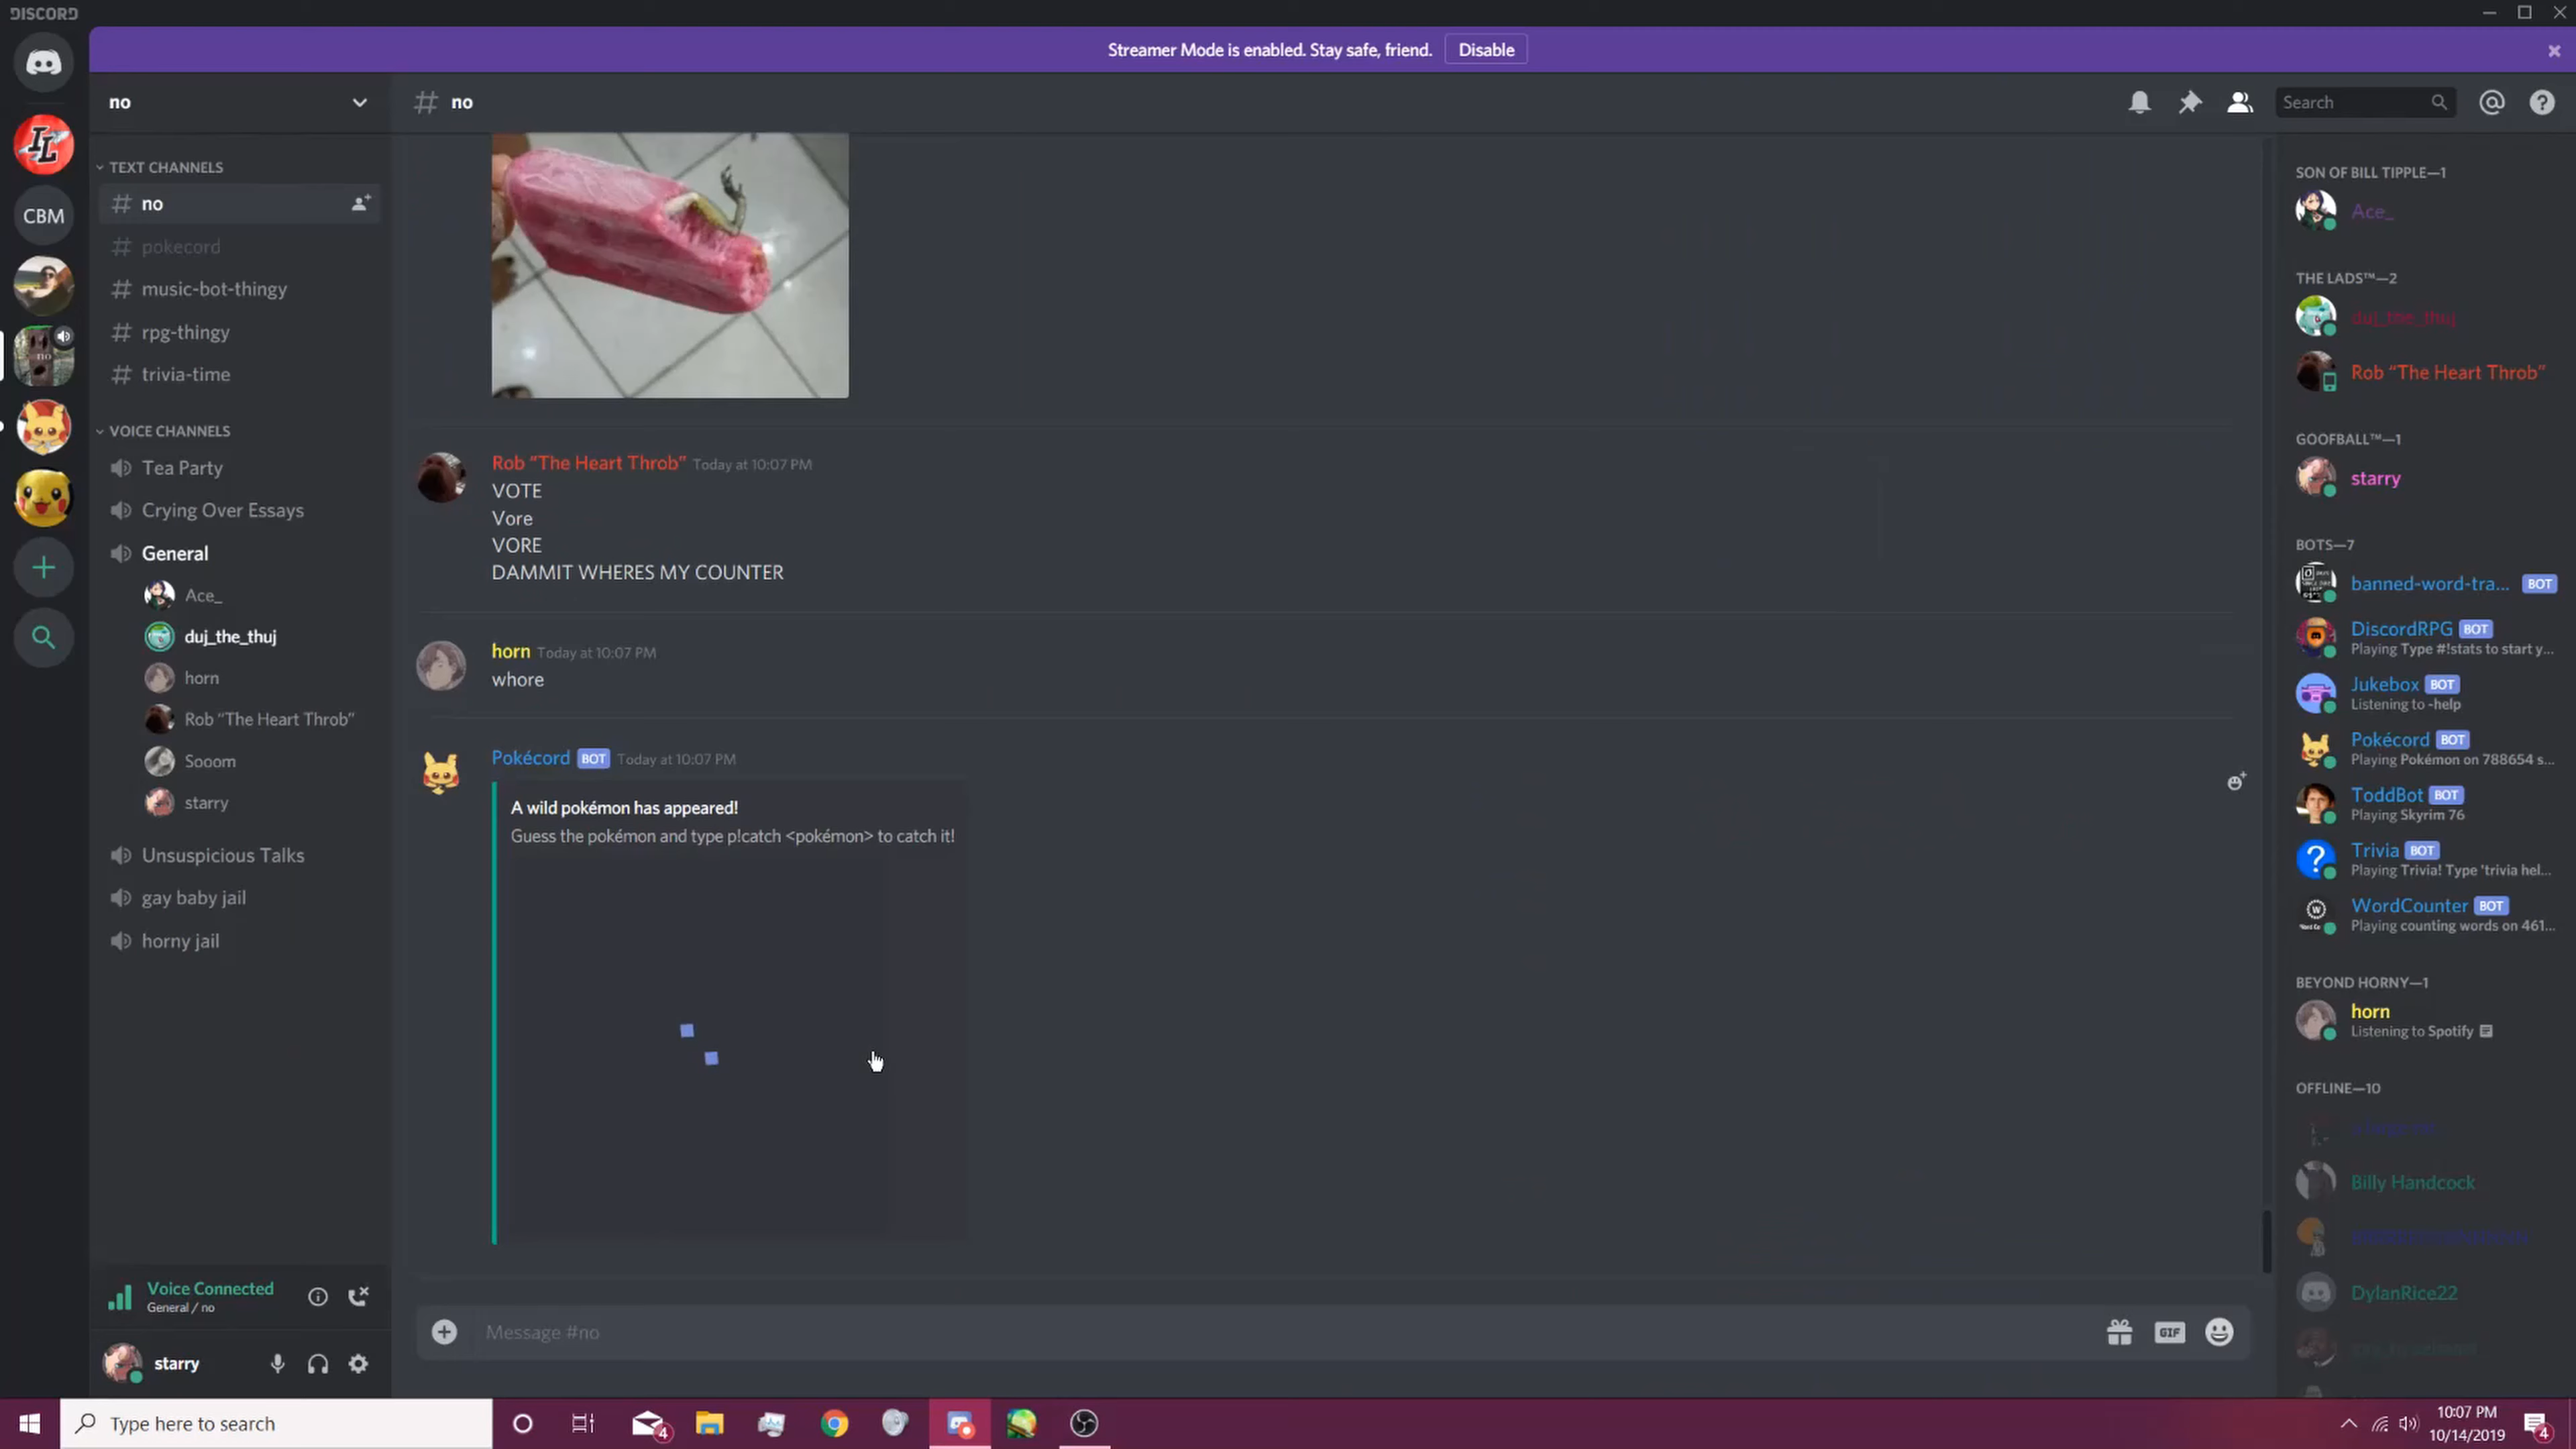 DISCORD
Streamer Mode is enabled. Stay safe, friend. Disable
no
no
Search
TEXT CHANNELS
no
pokecord
music-bot-thingy
rpg-thingy
trivia-time
VOICE CHANNELS
Tea Party
Crying Over Essays
General
Ace_
duj_the_thuj
horn
Rob “The Heart Throb”
Sooom
starry
Unsuspicious Talks
gay baby jail
horny jail
Voice Connected
General / no
starry
IL
CBM
no
Rob “The Heart Throb” Today at 10:07 PM
VOTE
Vore
VORE
DAMMIT WHERES MY COUNTER
horn Today at 10:07 PM
whore
Pokécord BOT Today at 10:07 PM
A wild pokémon has appeared!
Guess the pokémon and type p!catch <pokémon> to catch it!
Message #no
GIF
SON OF BILL TIPPLE—1
Ace_
THE LADS™—2
duj_the_thuj
Rob “The Heart Throb”
GOOFBALL™—1
starry
BOTS—7
banned-word-tra... BOT
DiscordRPG BOT
Playing Type #!stats to start y...
Jukebox BOT
Listening to -help
Pokécord BOT
Playing Pokémon on 788654 s...
ToddBot BOT
Playing Skyrim 76
Trivia BOT
Playing Trivia! Type 'trivia hel...
WordCounter BOT
Playing counting words on 461...
BEYOND HORNY—1
horn
Listening to Spotify
OFFLINE—10
Billy Handcock
DylanRice22
Type here to search
4
10:07 PM
10/14/2019
4